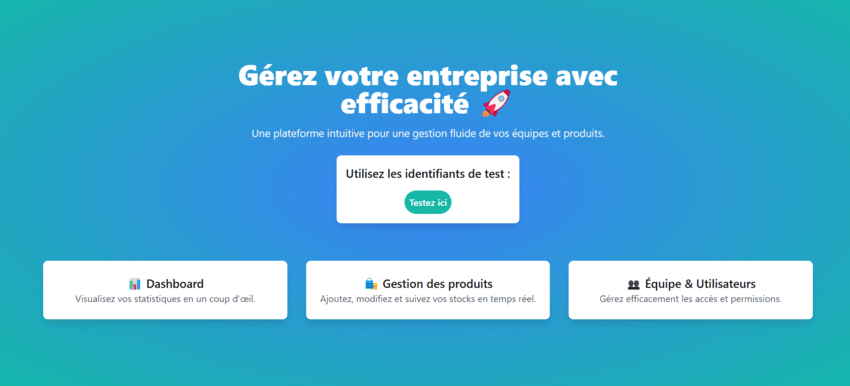 Gérez votre entreprise avec
efficacité 🚀
Une plateforme intuitive pour une gestion fluide de vos équipes et produits.
Utilisez les identifiants de test :
Testez ici
📊 Dashboard
Visualisez vos statistiques en un coup d'œil.
🛍️ Gestion des produits
Ajoutez, modifiez et suivez vos stocks en temps réel.
👥 Équipe & Utilisateurs
Gérez efficacement les accès et permissions.